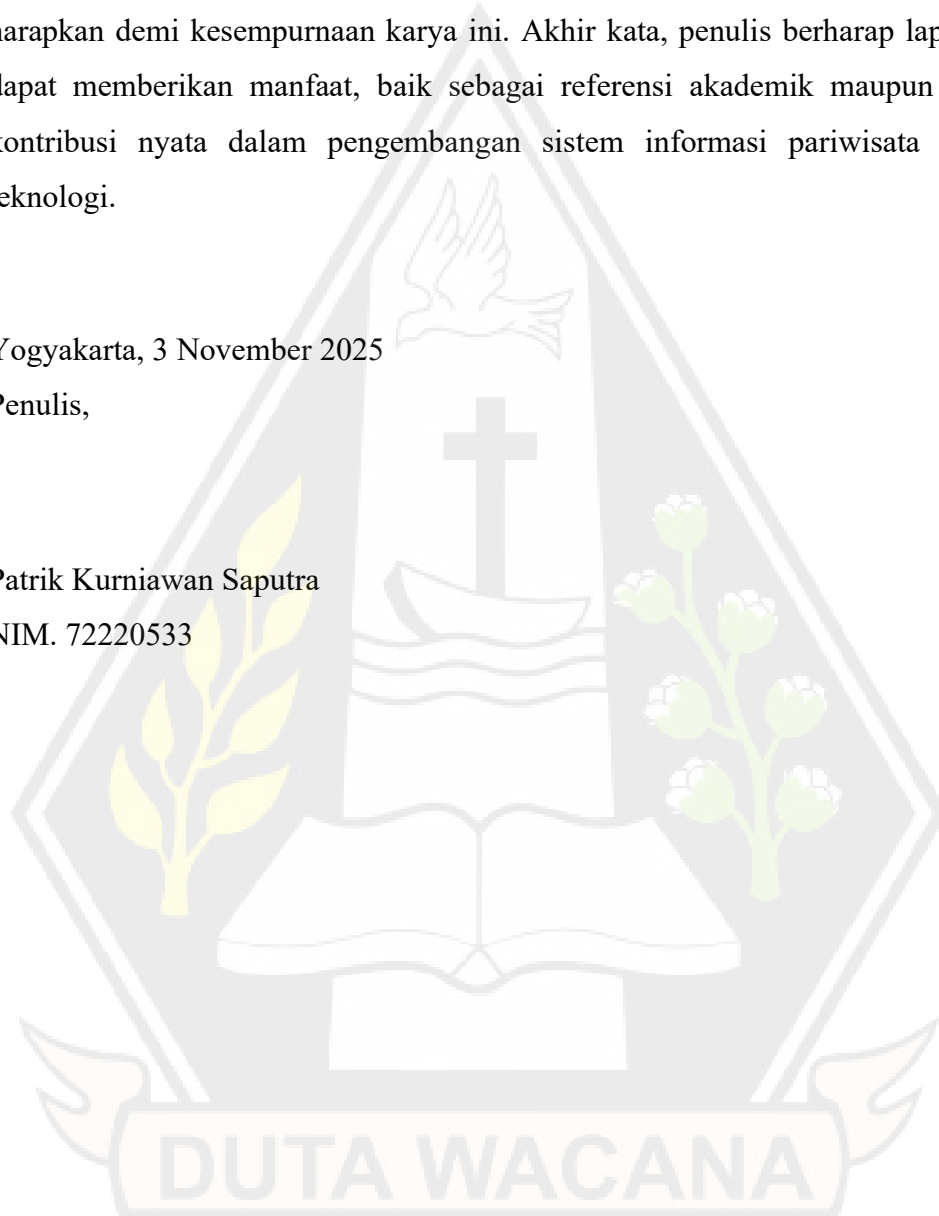 harapkan demi kesempurnaan karya ini. Akhir kata, penulis berharap lap
dapat memberikan manfaat, baik sebagai referensi akademik maupun
kontribusi nyata dalam pengembangan sistem informasi pariwisata
teknologi.
Yogyakarta, 3 November 2025
Penulis,
Patrik Kurniawan Saputra
NIM. 72220533
DUTA WACANA